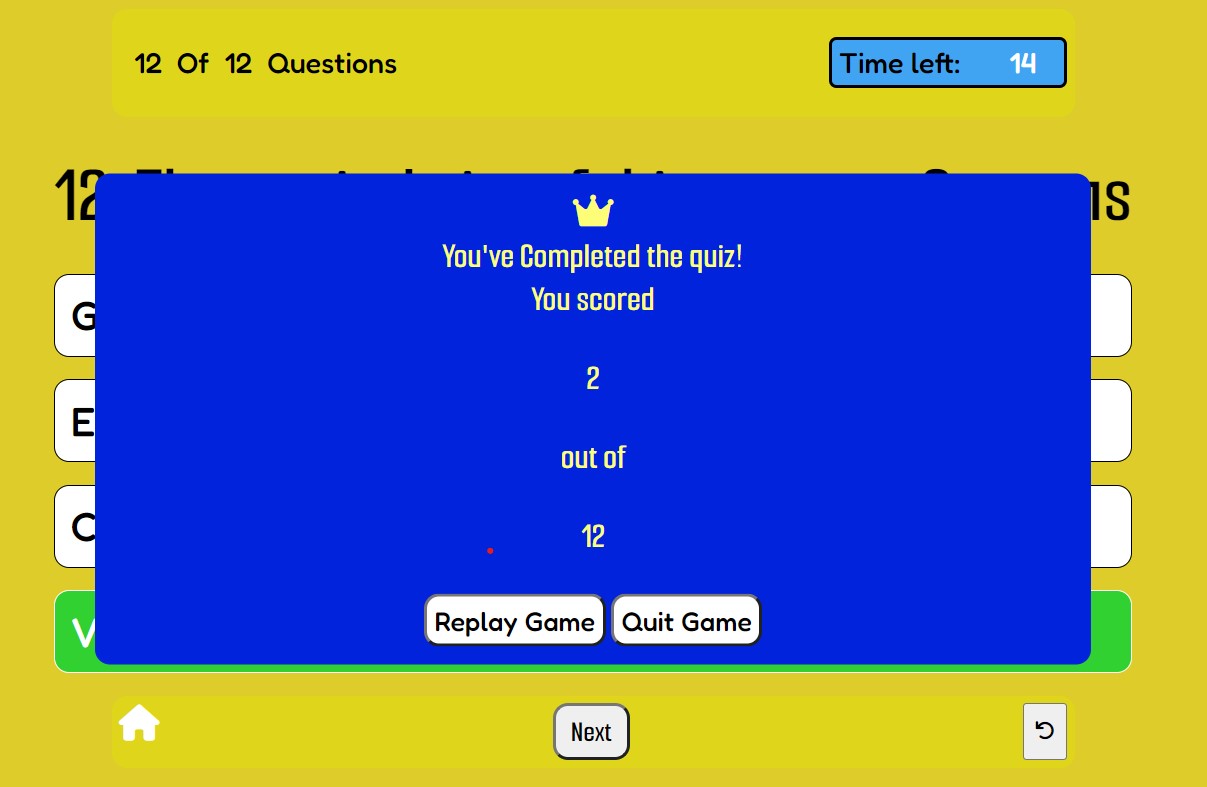 12 Of 12 Questions
Time left: 14
You've Completed the quiz!
You scored
2
out of
12
Replay Game
Quit Game
Next